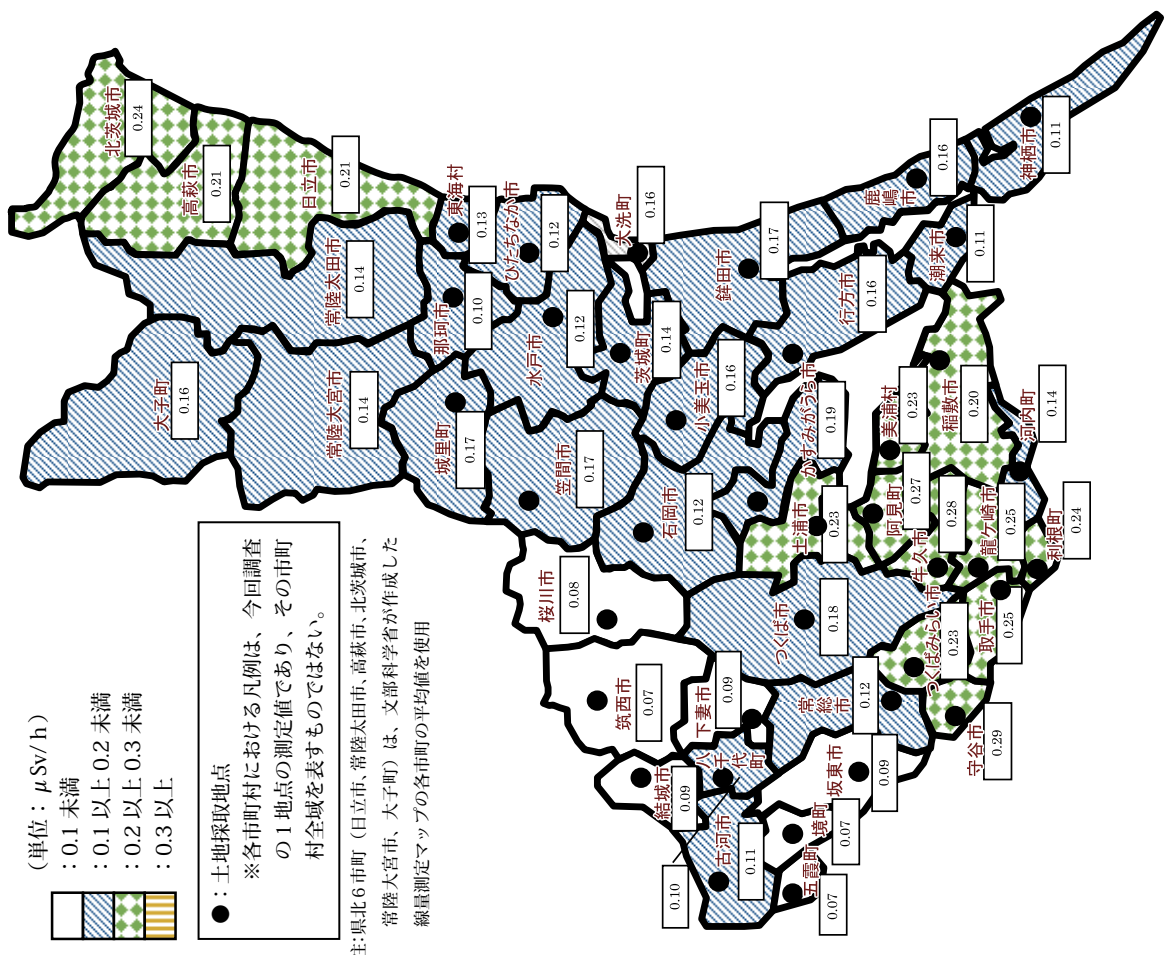 (単位：μSv/h)
：0.1 未満
：0.1 以上 0.2 未満
：0.2 以上 0.3 未満
：0.3 以上
●：土地採取地点
※各市町村における凡例は、今回調査
の１地点の測定値であり、その市町
村全域を表すものではない。
注:県北６市町（日立市、常陸太田市、高萩市、北茨城市、
常陸大宮市、大子町）は、文部科学省が作成した
線量測定マップの各市町の平均値を使用
北茨城市
0.24
高萩市
0.21
日立市
0.21
常陸太田市
0.14
大子町
0.16
常陸大宮市
0.14
東海村
0.13
那珂市
0.10
ひたちなか市
0.12
城里町
0.17
水戸市
0.12
大洗町
0.16
茨城町
0.14
笠間市
0.17
鉾田市
0.17
小美玉市
0.16
石岡市
0.12
桜川市
0.08
筑西市
0.07
結城市
0.09
下妻市
0.09
八千代町
0.10
古河市
0.11
五霞町
0.07
境町
0.07
坂東市
0.09
常総市
0.12
つくば市
0.18
土浦市
0.23
かすみがうら市
0.19
行方市
0.16
鹿嶋市
0.16
潮来市
0.11
神栖市
0.11
美浦村
0.23
阿見町
0.27
稲敷市
0.20
牛久市
0.28
龍ケ崎市
0.25
河内町
0.14
利根町
0.24
取手市
0.25
つくばみらい市
0.23
守谷市
0.29